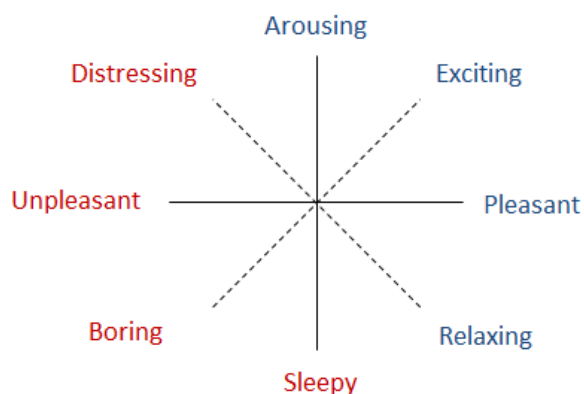 Arousing
Distressing
Exciting
Unpleasant
Pleasant
Boring
Relaxing
Sleepy